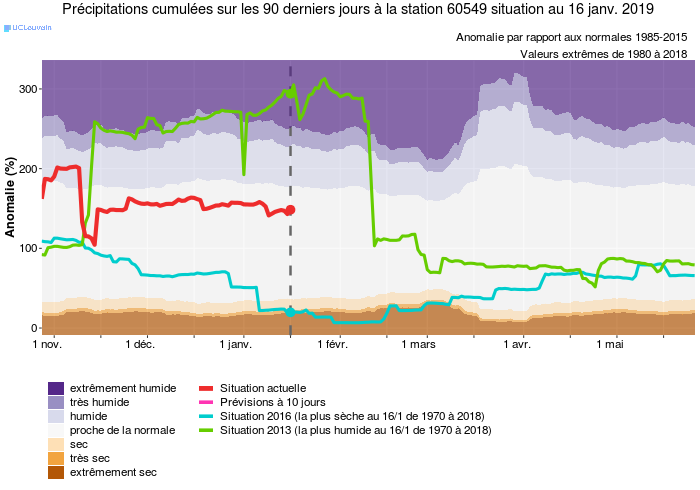 Précipitations cumulées sur les 90 derniers jours à la station 60549 situation au 16 janv. 2019
UCLouvain
Anomalie par rapport aux normales 1985-2015
Valeurs extrêmes de 1980 à 2018
Anomalie (%)
300
200
100
0
1 nov. 1 déc. 1 janv. 1 févr. 1 mars 1 avr. 1 mai
extrêmement humide
très humide
humide
proche de la normale
sec
très sec
extrêmement sec
Situation actuelle
Prévisions à 10 jours
Situation 2016 (la plus sèche au 16/1 de 1970 à 2018)
Situation 2013 (la plus humide au 16/1 de 1970 à 2018)